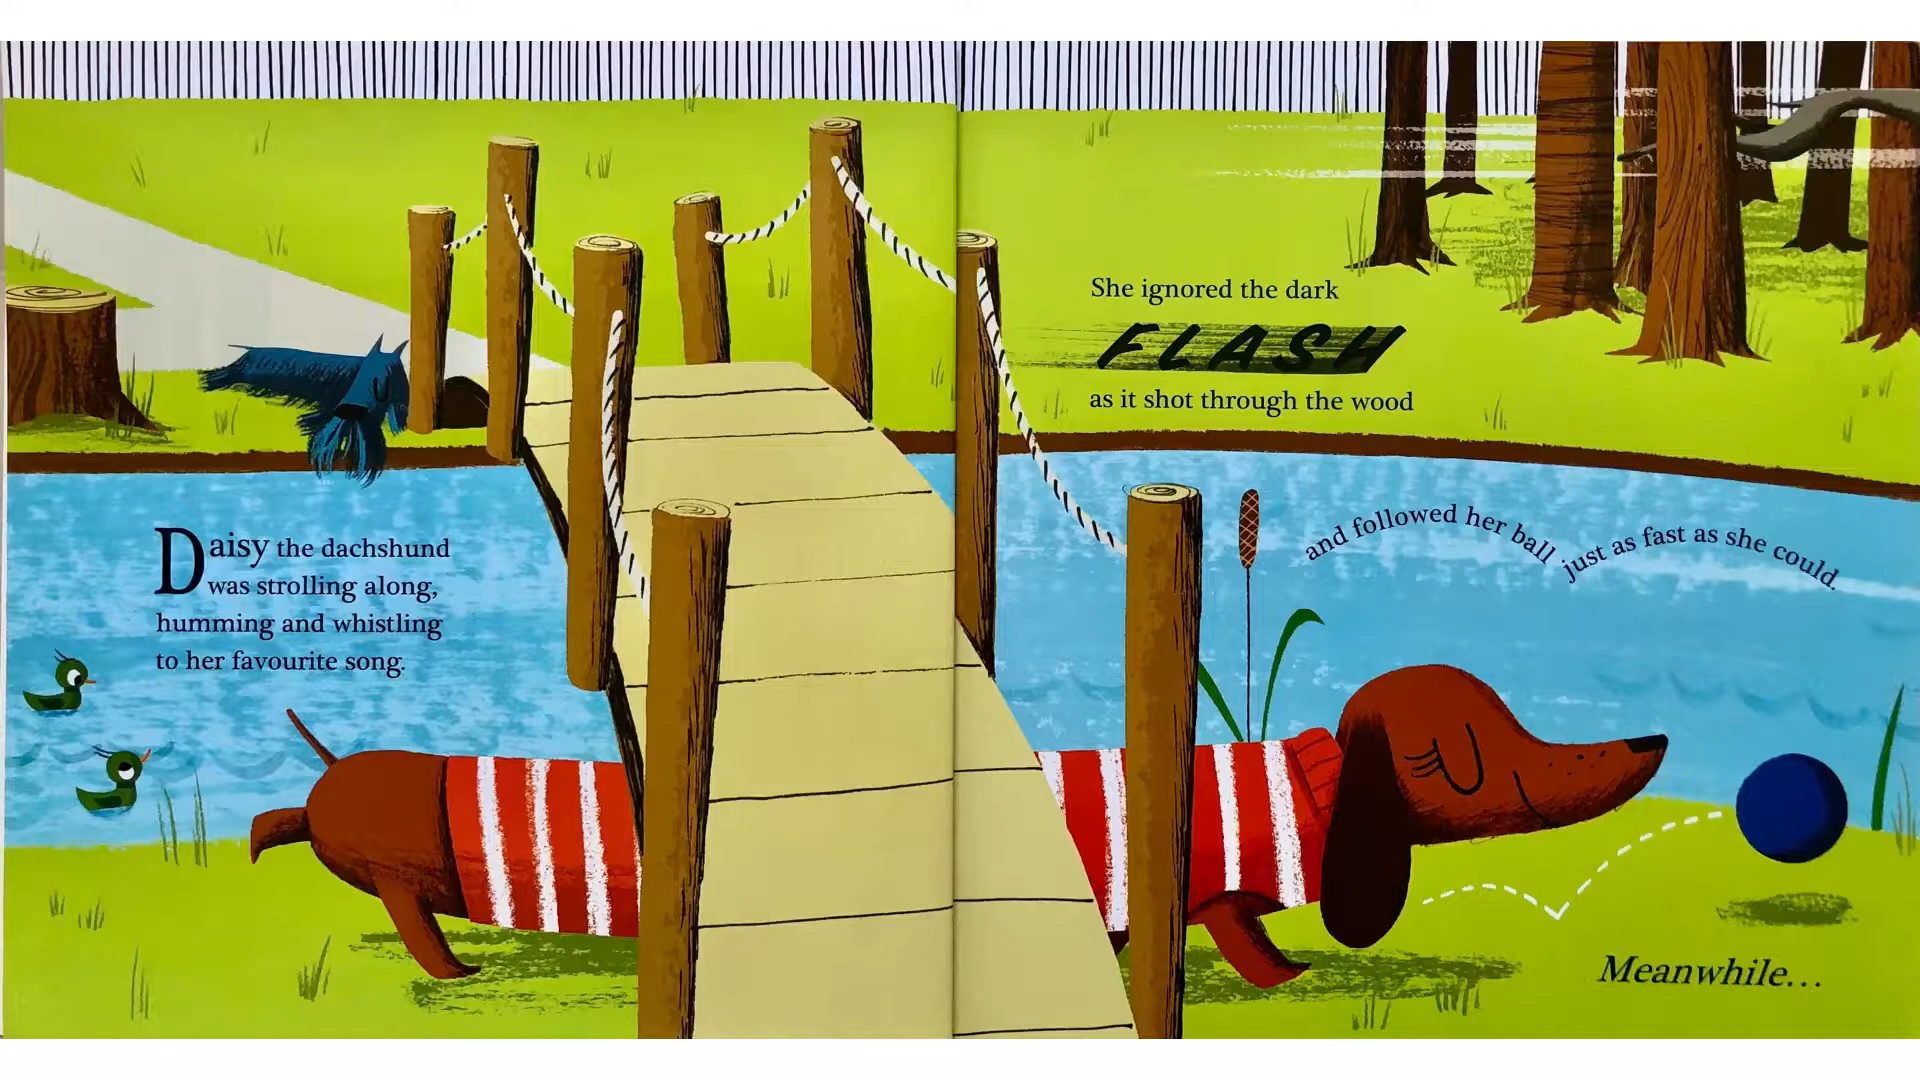 Daisy the dachshund
was strolling along,
humming and whistling
to her favourite song.
She ignored the dark
FLASH
as it shot through the wood
and followed her ball just as fast as she could.
Meanwhile...